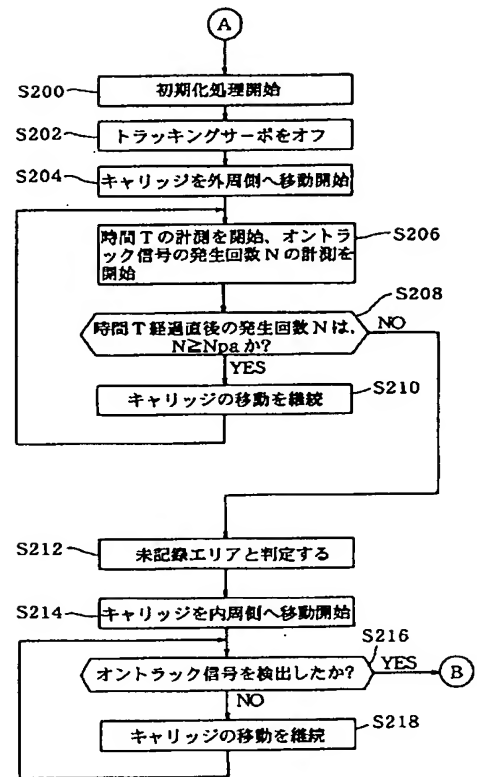 A
S200
初期化処理開始
S202
トラッキングサーボをオフ
S204
キャリッジを外周側へ移動開始
時間Tの計測を開始、オント
ラック信号の発生回数Nの計測を
開始
S206
S208
時間T経過直後の発生回数Nは、
N≧Npaか?
NO
YES
キャリッジの移動を継続
S210
S212
未記録エリアと判定する
S214
キャリッジを内周側へ移動開始
S216
オントラック信号を検出したか?
YES
B
NO
キャリッジの移動を継続
S218